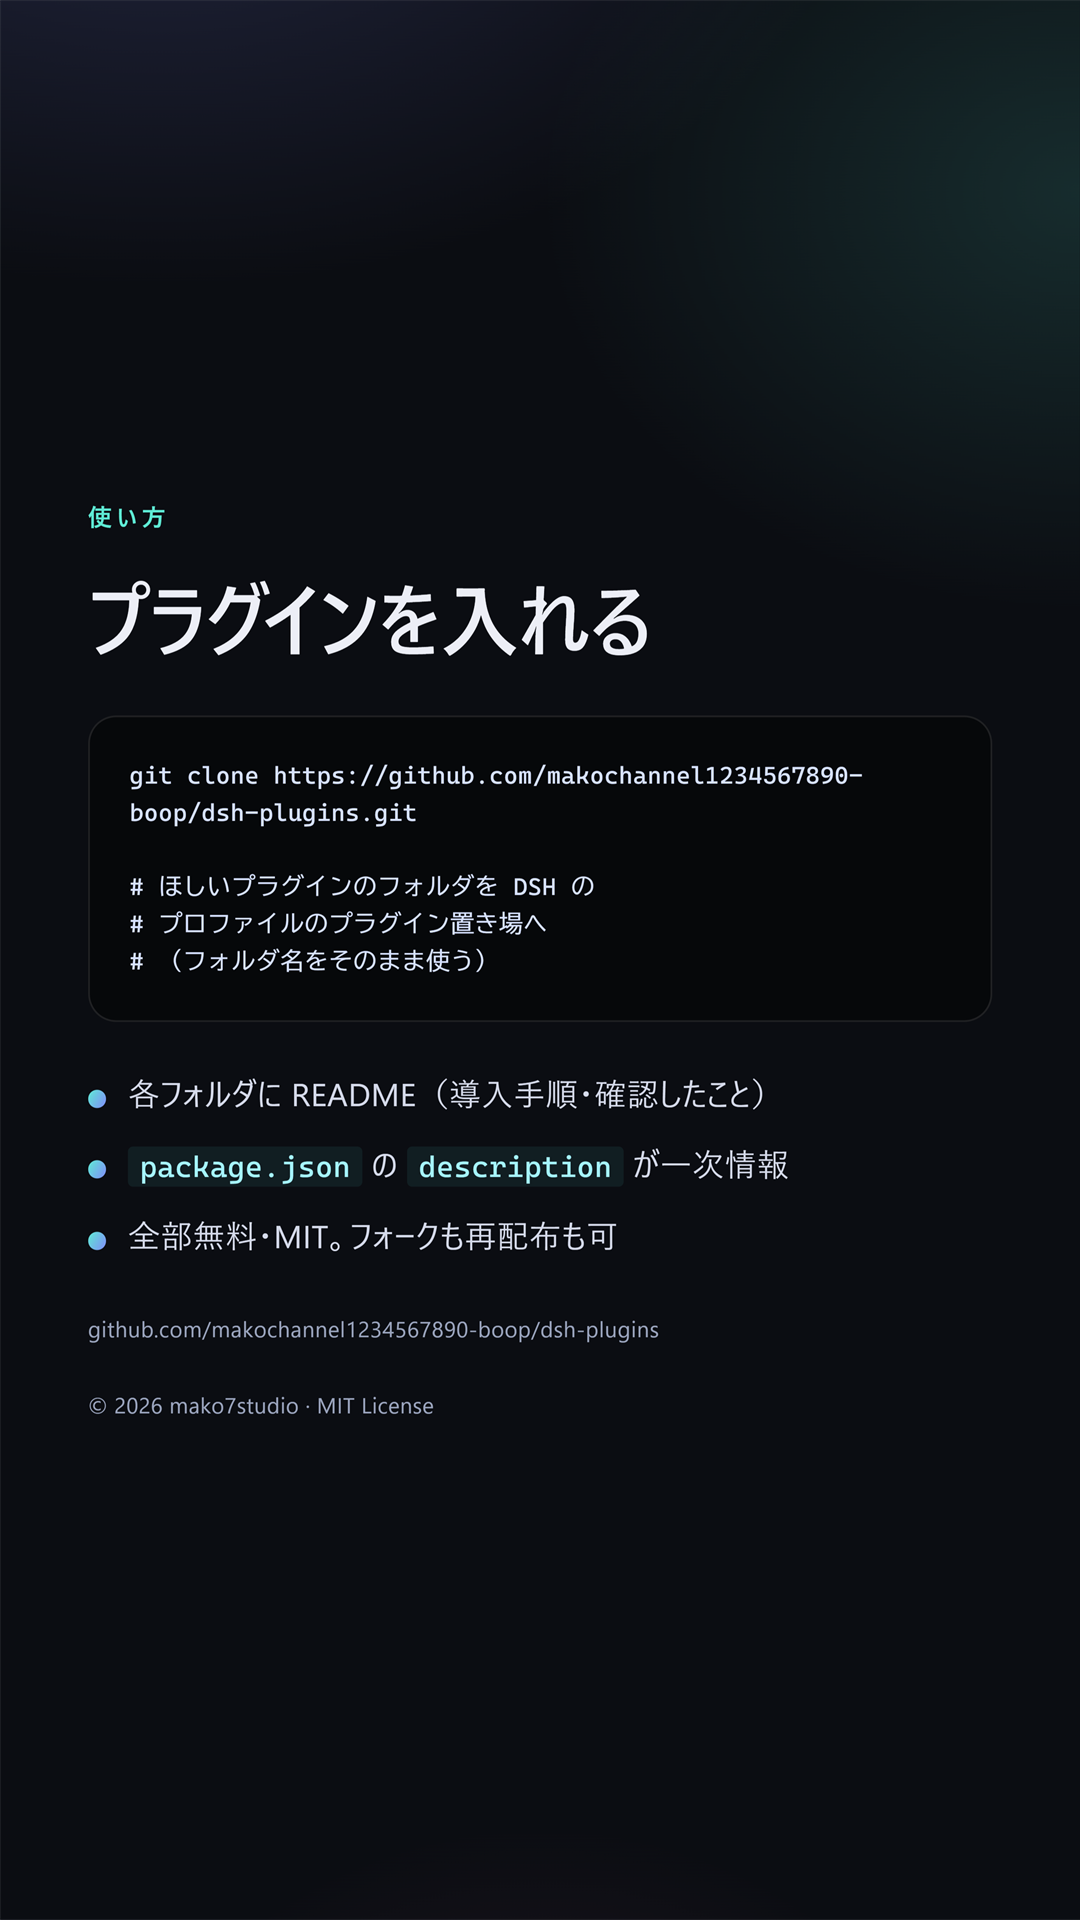 使い方
プラグインを入れる
git clone https://github.com/makochannel1234567890-
boop/dsh-plugins.git
# ほしいプラグインのフォルダを DSH の
# プロファイルのプラグイン置き場へ
# （フォルダ名をそのまま使う）
各フォルダに README（導入手順・確認したこと）
package.json の description が一次情報
全部無料・MIT。フォークも再配布も可
github.com/makochannel1234567890-boop/dsh-plugins
© 2026 mako7studio · MIT License